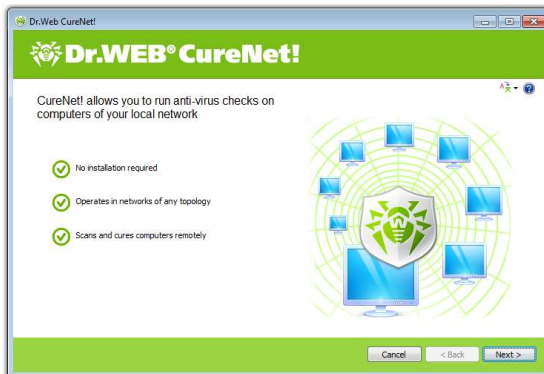 Dr.Web CureNet!
Dr.WEB® CureNet!
CureNet! allows you to run anti-virus checks on
computers of your local network
No installation required
Operates in networks of any topology
Scans and cures computers remotely
Cancel
< Back
Next >